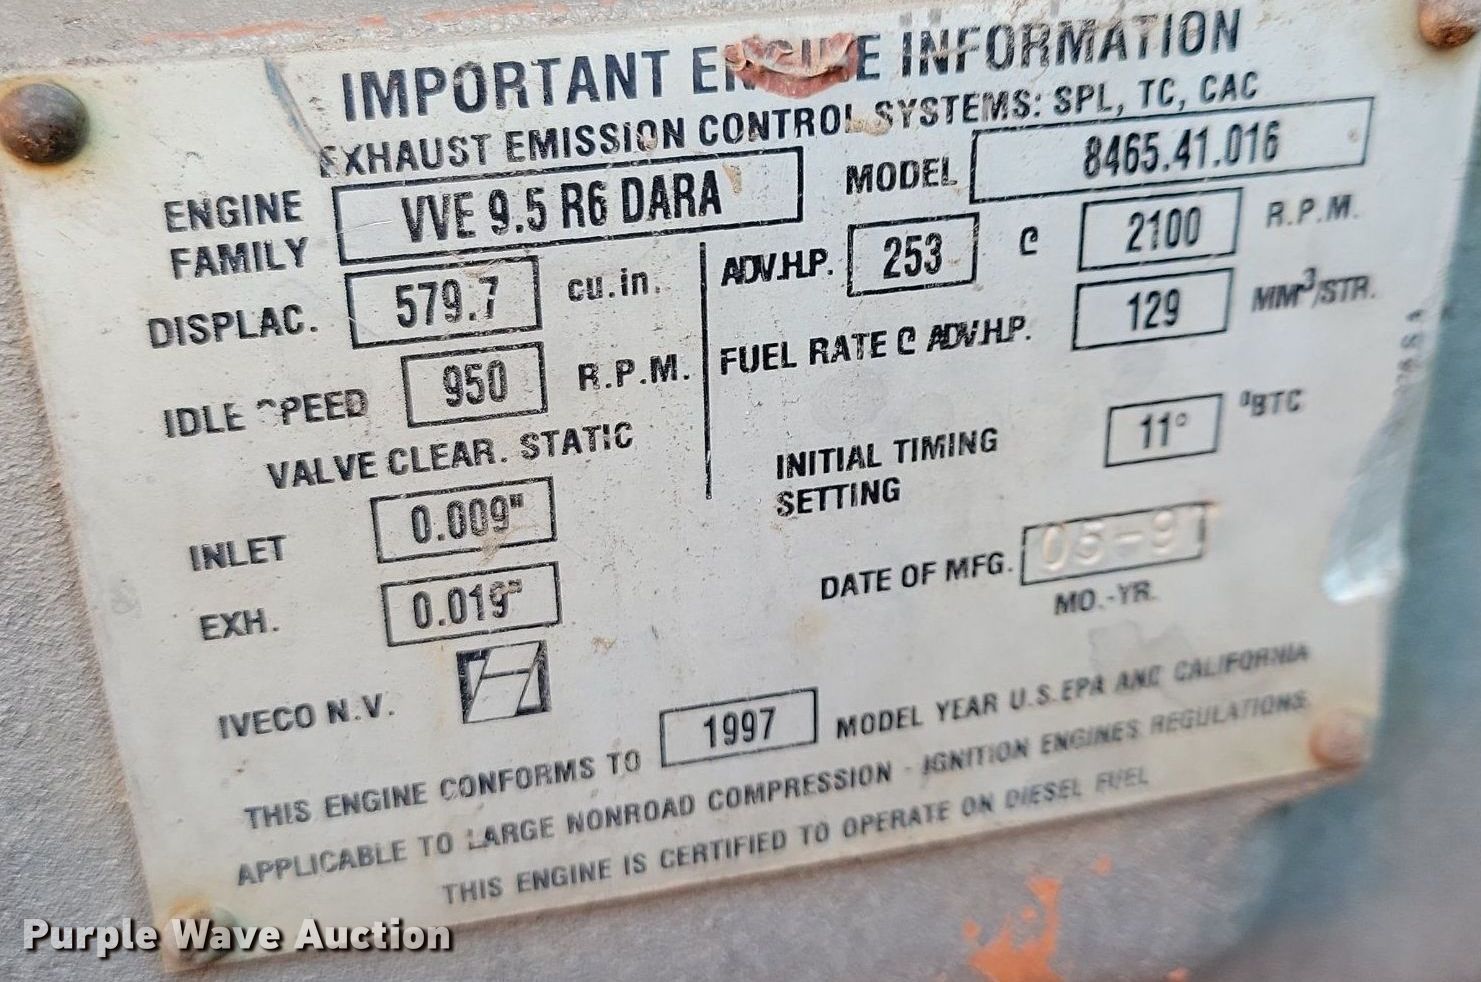 IMPORTANT ENGINE INFORMATION
EXHAUST EMISSION CONTROL SYSTEMS: SPL, TC, CAC
ENGINE FAMILY VVE 9.5 R6 DARA
MODEL 8465.41.016
DISPLAC. 579.7 cu.in.
ADV.H.P. 253 @ 2100 R.P.M.
IDLE SPEED 950 R.P.M.
FUEL RATE @ ADV.H.P. 129 MM³/STR.
VALVE CLEAR. STATIC
INITIAL TIMING SETTING 11° °BTC
INLET 0.009"
EXH. 0.019"
DATE OF MFG. 05-97
MO.-YR.
IVECO N.V.
THIS ENGINE CONFORMS TO 1997 MODEL YEAR U.S.EPA AND CALIFORNIA
APPLICABLE TO LARGE NONROAD COMPRESSION - IGNITION ENGINES REGULATIONS
THIS ENGINE IS CERTIFIED TO OPERATE ON DIESEL FUEL
Purple Wave Auction